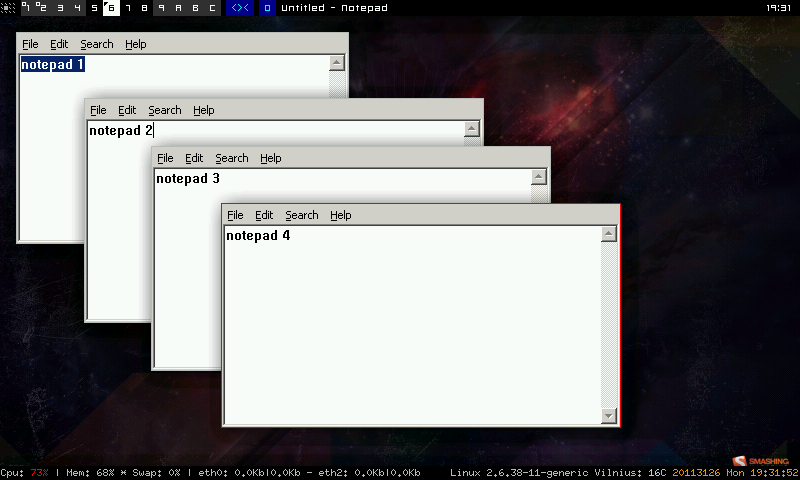 1 2 3 4 5 6 7 8 9 A B C <>< 0 Untitled - Notepad 19:31
File Edit Search Help
notepad 1
File Edit Search Help
notepad 2
File Edit Search Help
notepad 3
File Edit Search Help
notepad 4
SMASHING
Cpu: 73% | Mem: 68% * Swap: 0% | eth0: 0.0Kb|0.0Kb - eth2: 0.0Kb|0.0Kb Linux 2.6.38-11-generic Vilnius: 16C 20113126 Mon 19:31:52